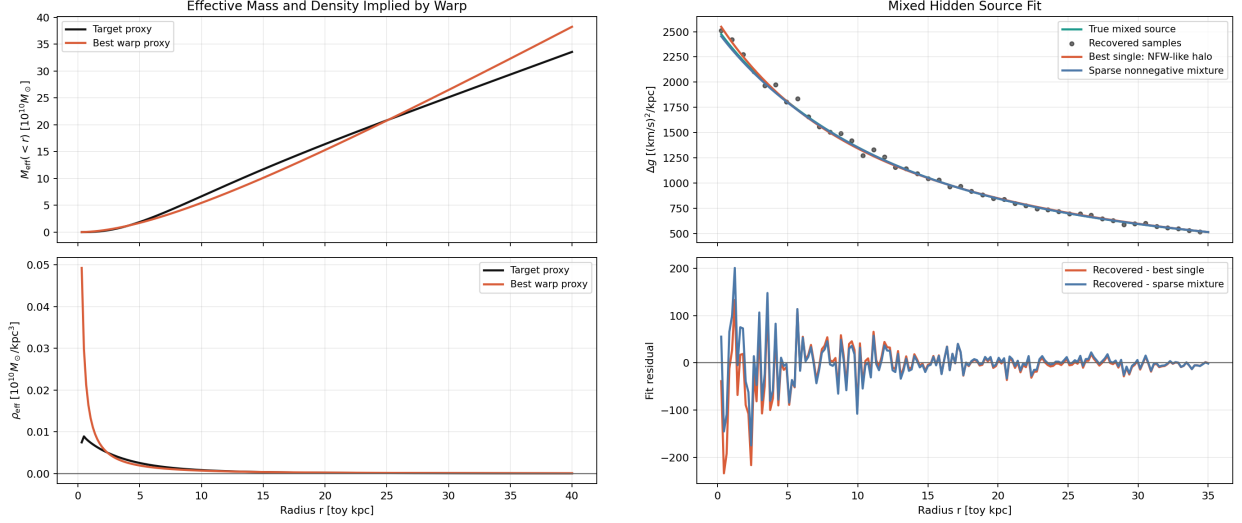 Effective Mass and Density Implied by Warp
40
35
30
25
20
15
10
5
0
M_eff(< r) [10^10 M_⊙]
Target proxy
Best warp proxy
0.05
0.04
0.03
0.02
0.01
0.00
ρ_eff [10^10 M_⊙/kpc^3]
Target proxy
Best warp proxy
0 5 10 15 20 25 30 35 40
Radius r [toy kpc]
Mixed Hidden Source Fit
2500
2250
2000
1750
1500
1250
1000
750
500
Δg [(km/s)^2/kpc]
True mixed source
Recovered samples
Best single: NFW-like halo
Sparse nonnegative mixture
200
100
0
−100
−200
Fit residual
Recovered - best single
Recovered - sparse mixture
0 5 10 15 20 25 30 35
Radius r [toy kpc]